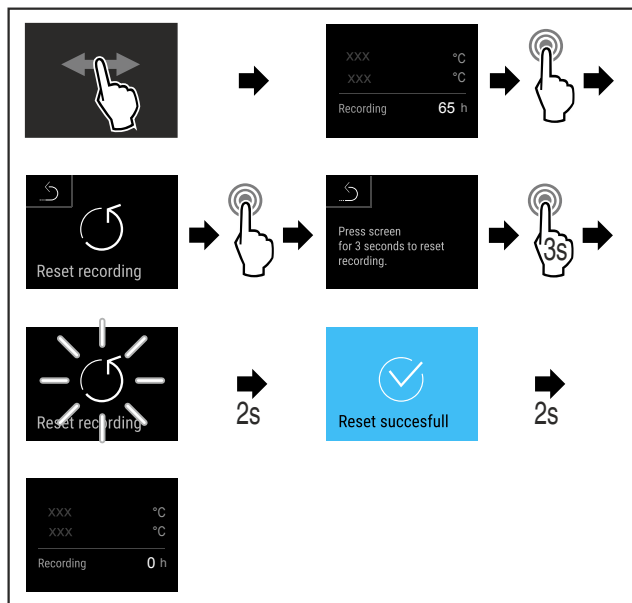 xxx °C
xxx °C
Recording 65 h
Reset recording
Press screen
for 3 seconds to reset
recording.
3s
Reset recording
2s
Reset succesfull
2s
xxx °C
xxx °C
Recording 0 h